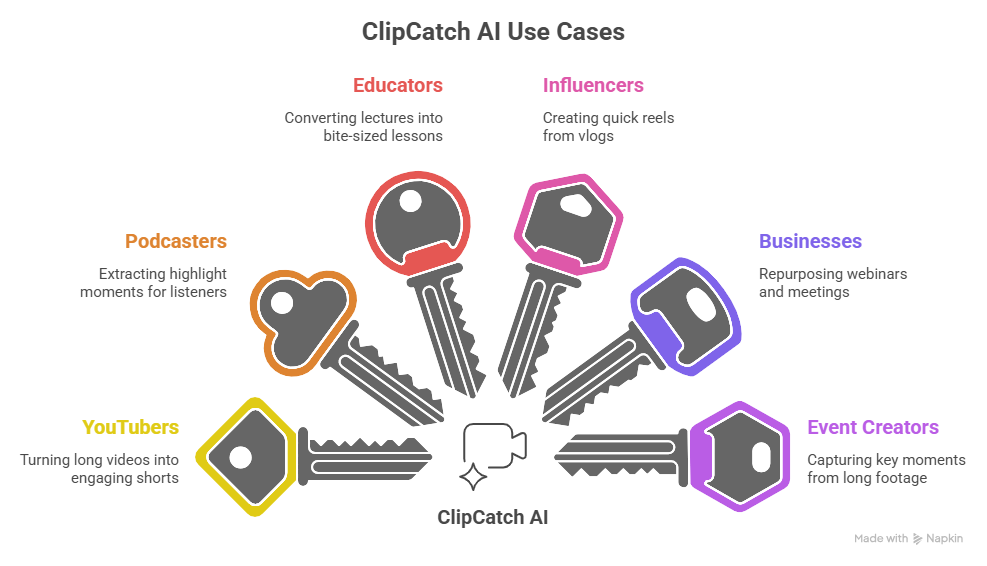 ClipCatch AI Use Cases
Educators
Converting lectures into
bite-sized lessons
Influencers
Creating quick reels
from vlogs
Podcasters
Extracting highlight
moments for listeners
Businesses
Repurposing webinars
and meetings
YouTubers
Turning long videos into
engaging shorts
Event Creators
Capturing key moments
from long footage
ClipCatch AI
Made with Napkin